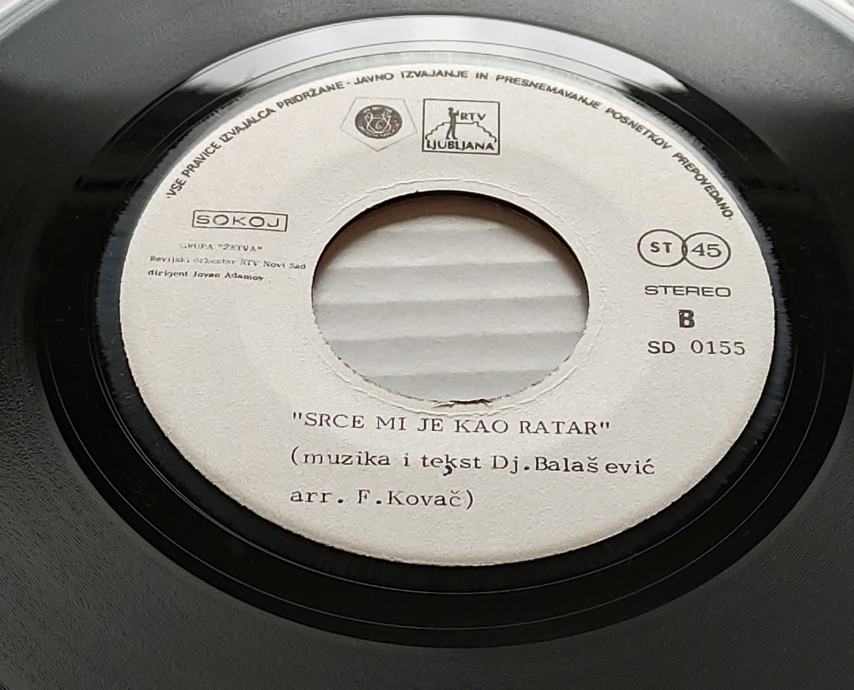 ·VSE PRAVICE IZVAJALCA PRIDRŽANE - JAVNO IZVAJANJE IN PRESNEMAVANJE POSNETKOV PREPOVEDANO·
RTV
LJUBLJANA
SOKOJ
GRUPA "ŽETVA"
Revijski orkestar RTV Novi Sad
dirigent Jovan Adamov
ST 45
STEREO
B
SD 0155
"SRCE MI JE KAO RATAR"
(muzika i tekst Dj.Balašević
arr. F.Kovač)